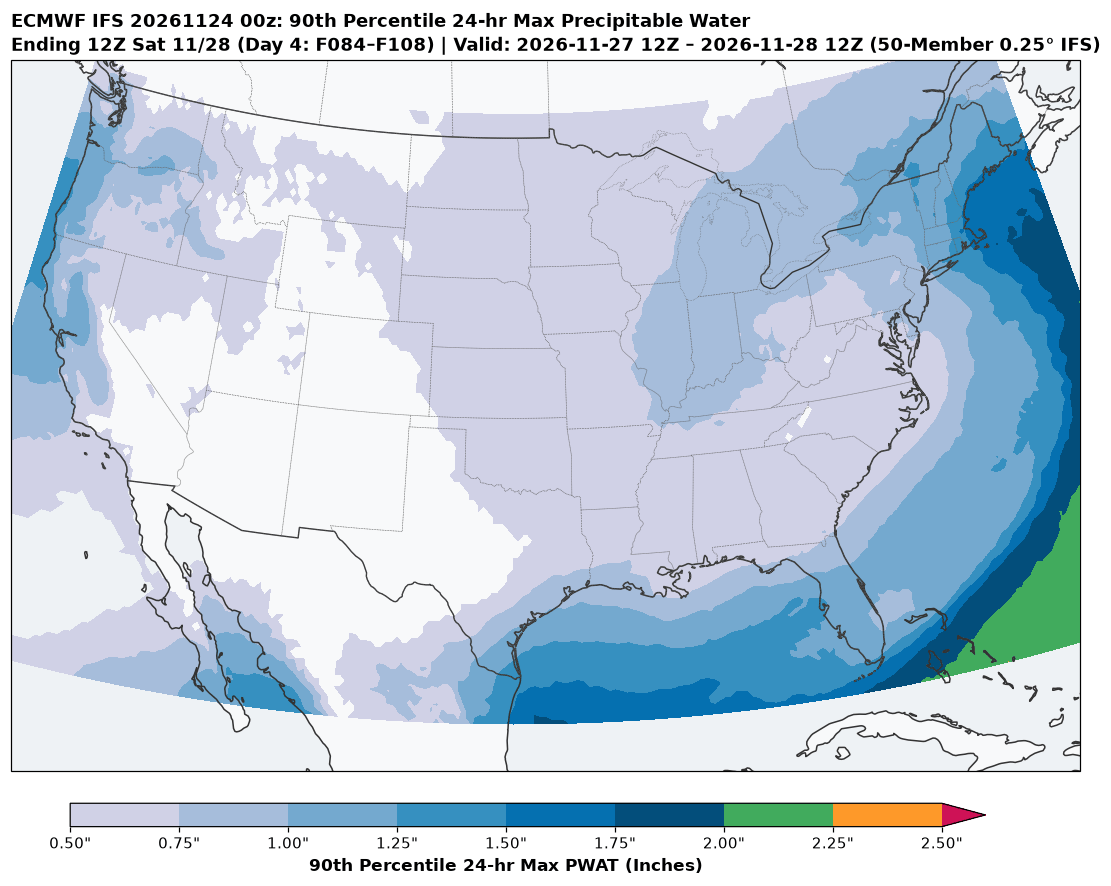 ECMWF IFS 20261124 00z: 90th Percentile 24-hr Max Precipitable Water
Ending 12Z Sat 11/28 (Day 4: F084–F108) | Valid: 2026-11-27 12Z – 2026-11-28 12Z (50-Member 0.25° IFS)
0.50" 0.75" 1.00" 1.25" 1.50" 1.75" 2.00" 2.25" 2.50"
90th Percentile 24-hr Max PWAT (Inches)